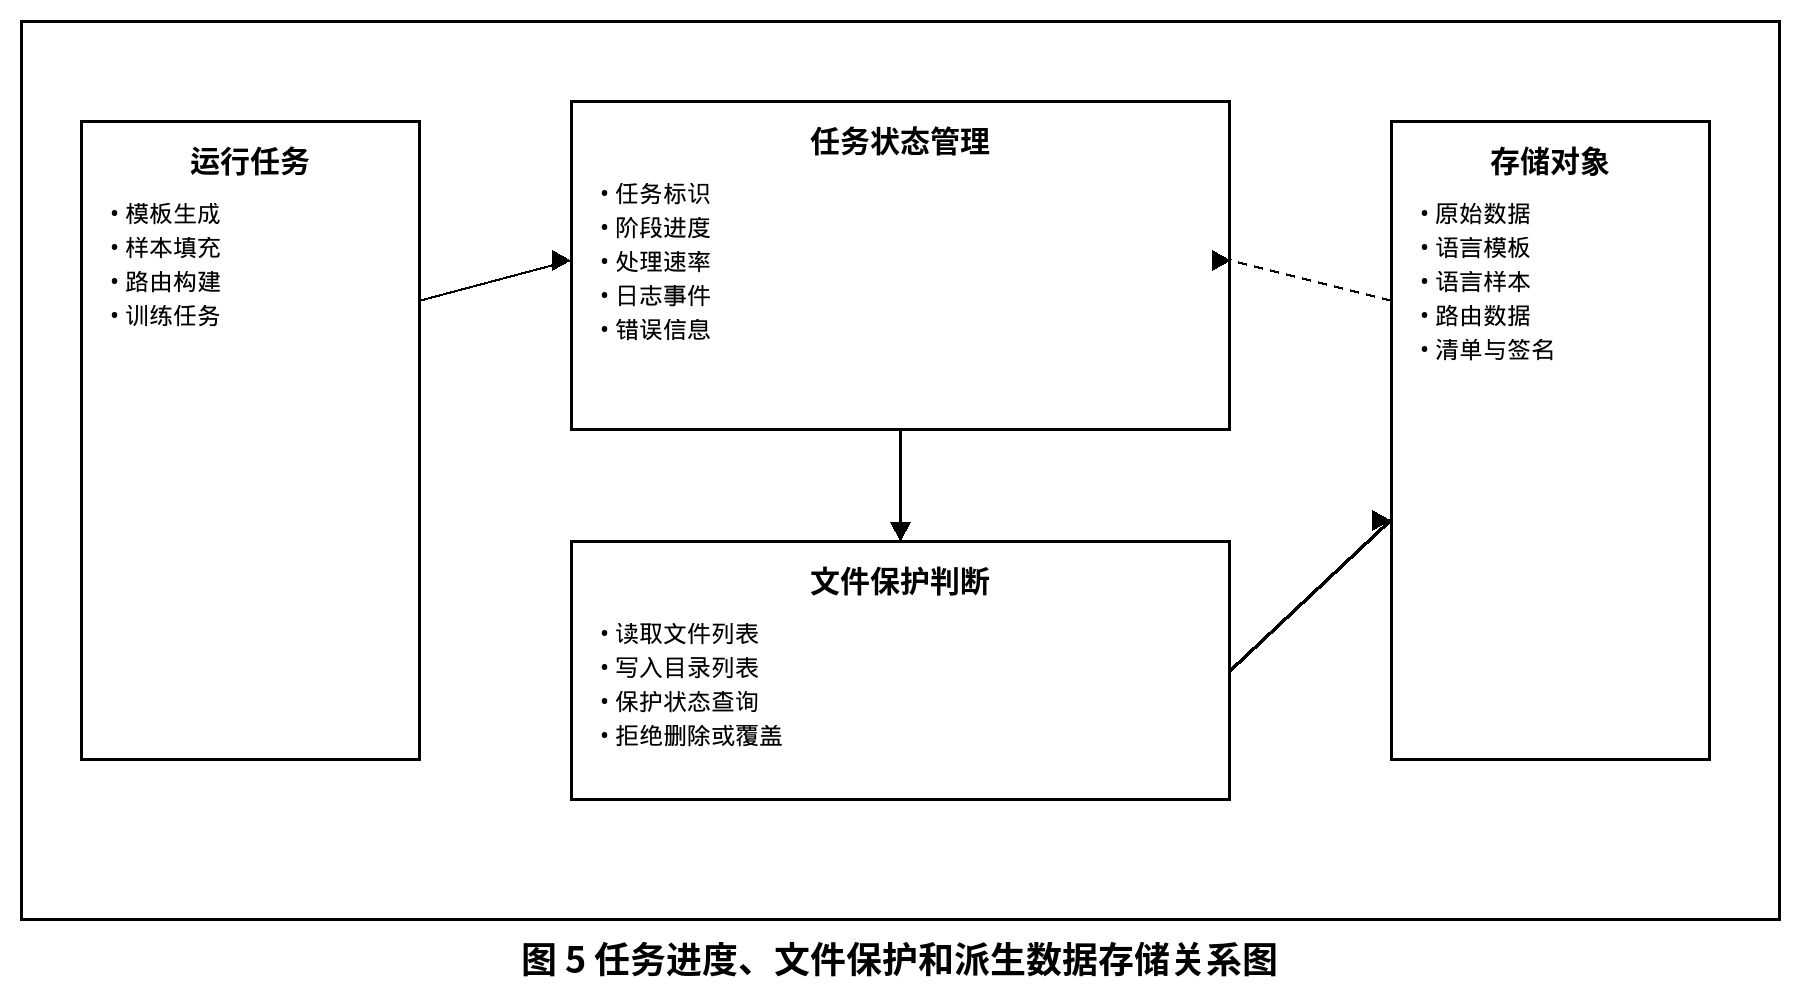 运行任务
• 模板生成
• 样本填充
• 路由构建
• 训练任务
任务状态管理
• 任务标识
• 阶段进度
• 处理速率
• 日志事件
• 错误信息
文件保护判断
• 读取文件列表
• 写入目录列表
• 保护状态查询
• 拒绝删除或覆盖
存储对象
• 原始数据
• 语言模板
• 语言样本
• 路由数据
• 清单与签名
图 5 任务进度、文件保护和派生数据存储关系图